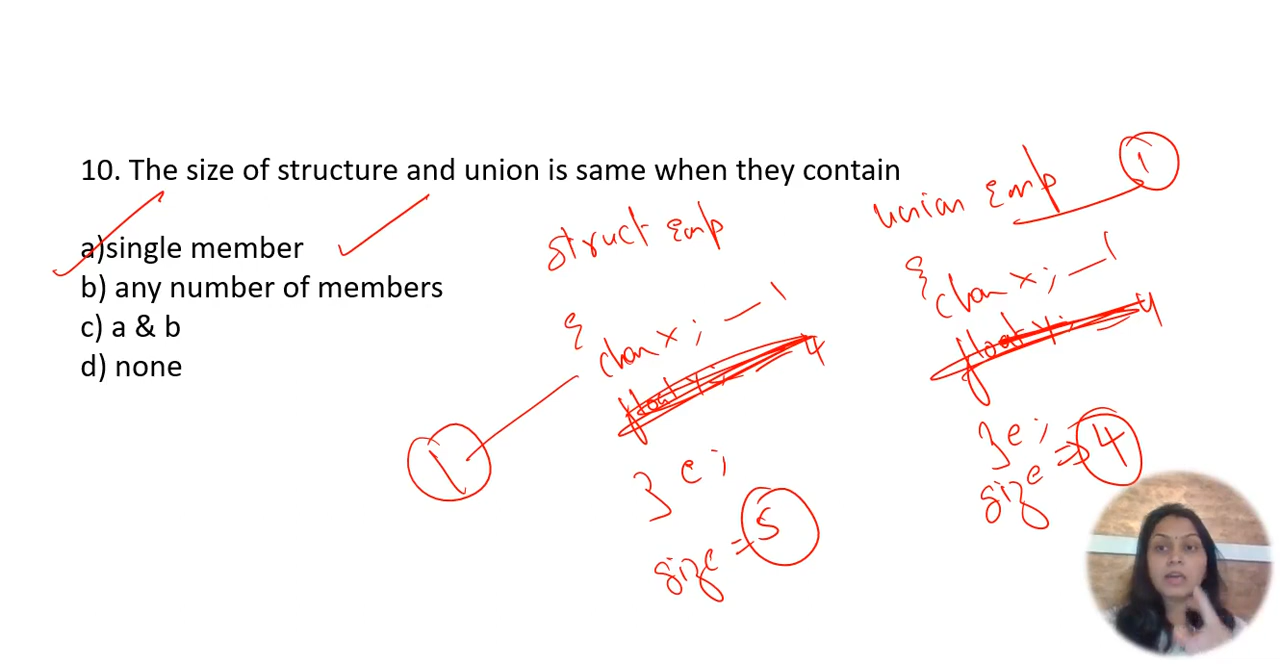 10. The size of structure and union is same when they contain
a)single member
b) any number of members
c) a & b
d) none
struct Emp
{
char x; — 1
float y; — 4
} e;
size = 5
1
union Emp
1
{
char x; — 1
float y; — 4
} e;
size => 4